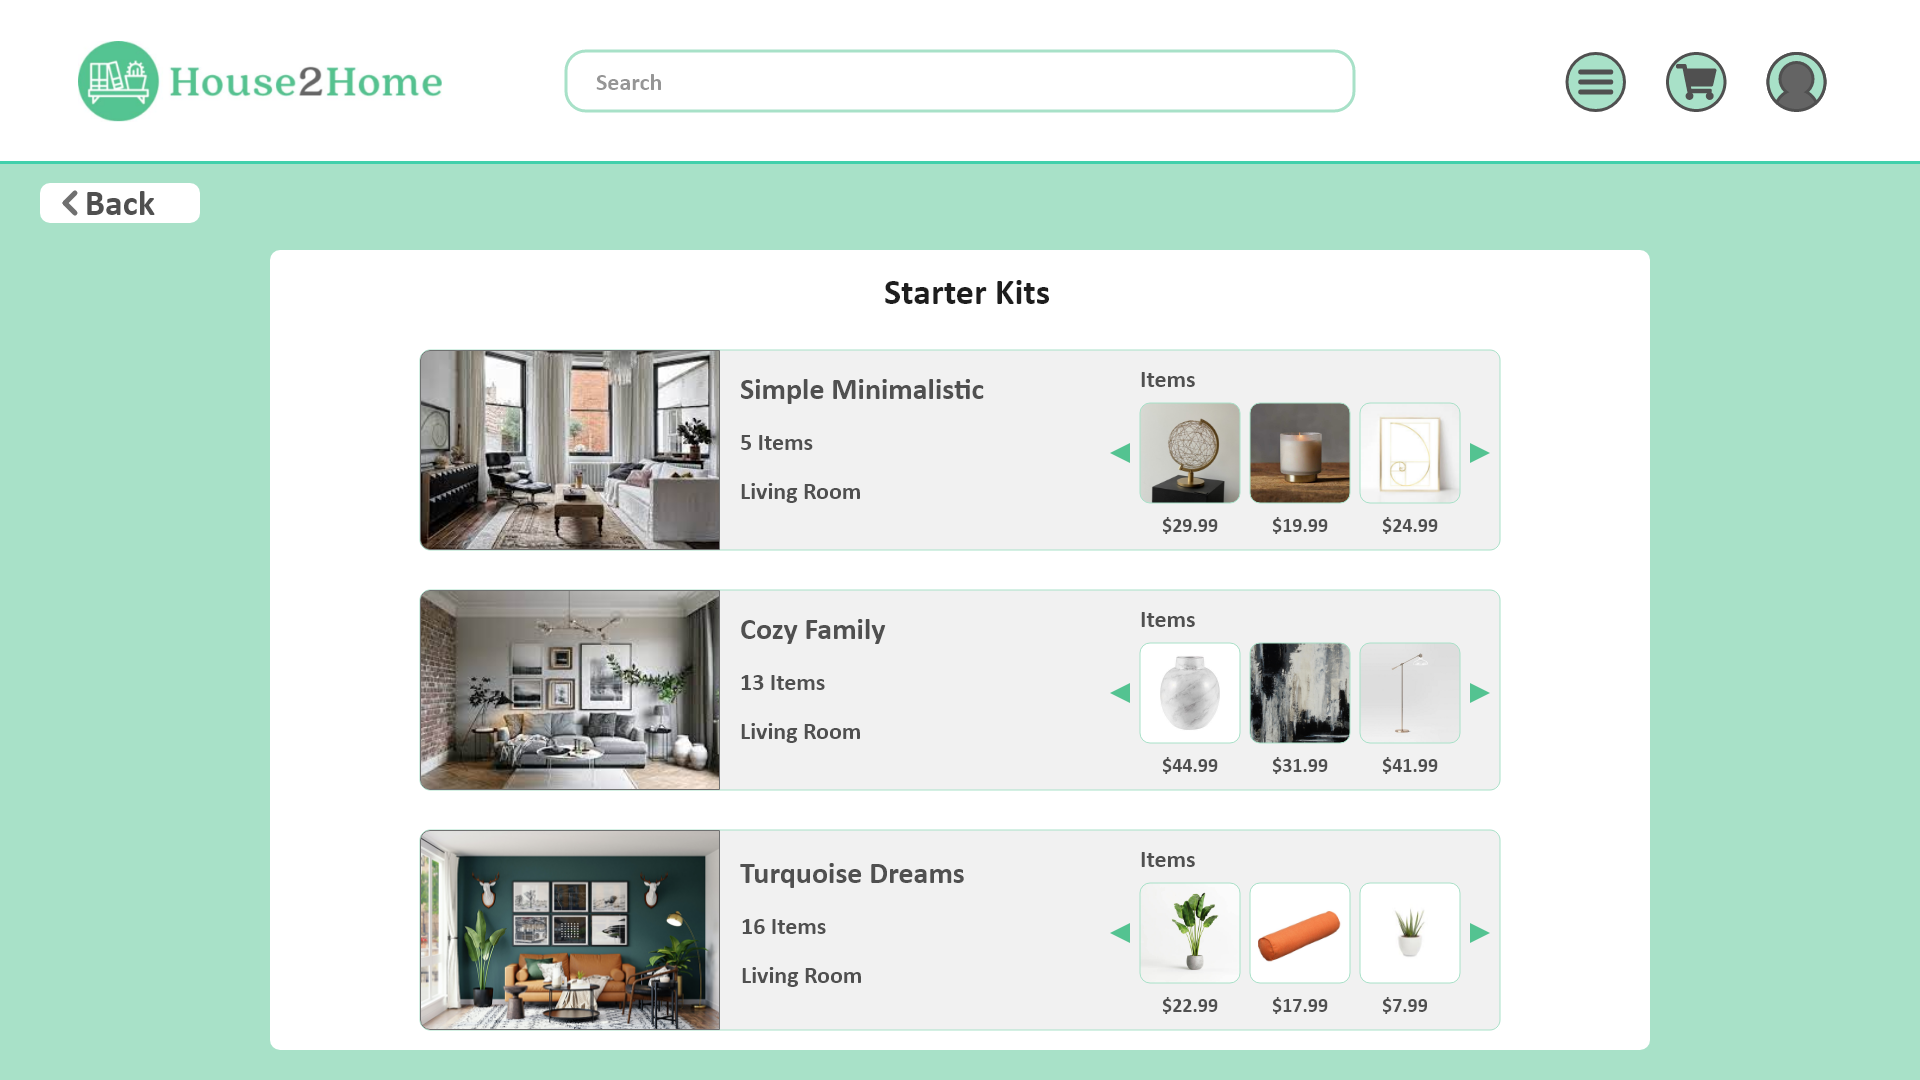 House2Home
Search
Back
Starter Kits
Simple Minimalistic
5 Items
Living Room
Items
$29.99
$19.99
$24.99
Cozy Family
13 Items
Living Room
Items
$44.99
$31.99
$41.99
Turquoise Dreams
16 Items
Living Room
Items
$22.99
$17.99
$7.99